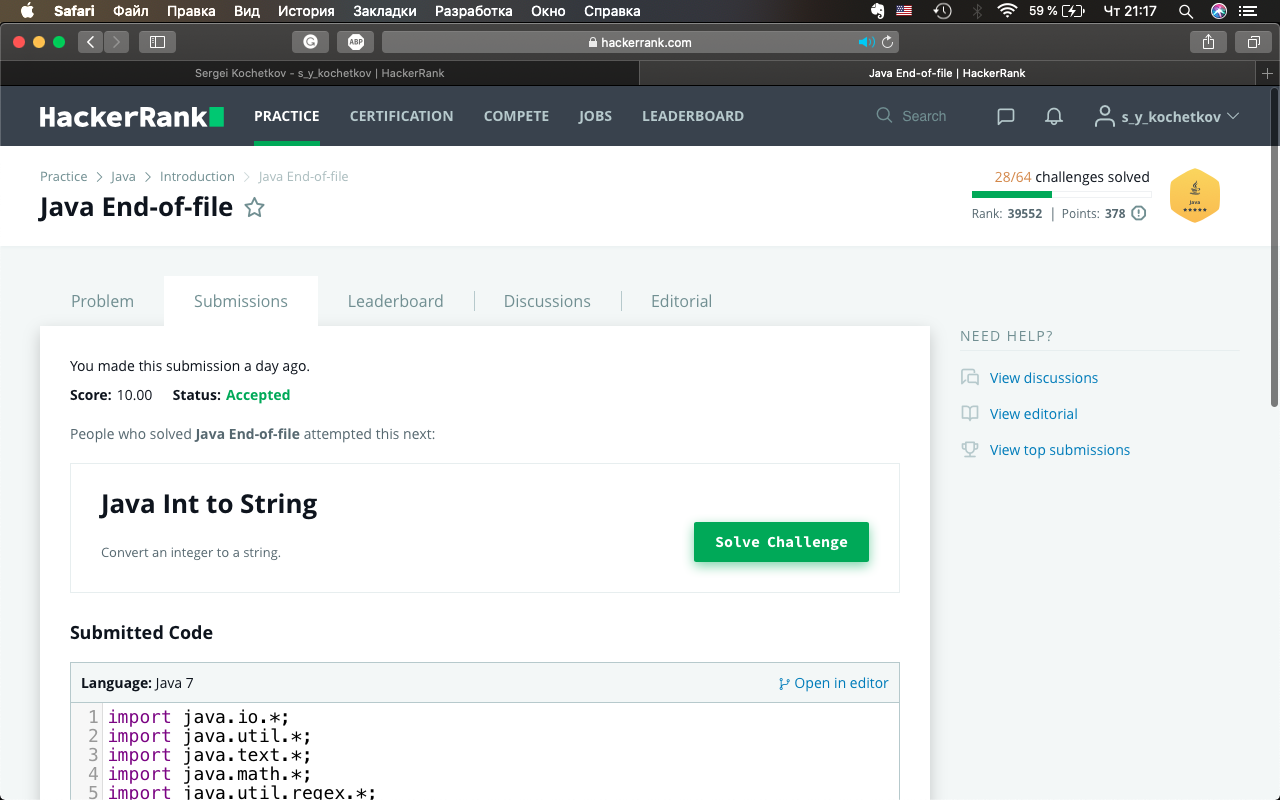 Safari Файл Правка Вид История Закладки Разработка Окно Справка 59 % Чт 21:17
ABP hackerrank.com
Sergei Kochetkov - s_y_kochetkov | HackerRank Java End-of-file | HackerRank
HackerRank PRACTICE CERTIFICATION COMPETE JOBS LEADERBOARD Search s_y_kochetkov
Practice > Java > Introduction > Java End-of-file
Java End-of-file
28/64 challenges solved
Rank: 39552 | Points: 378
Java
Problem Submissions Leaderboard Discussions Editorial
You made this submission a day ago.
Score: 10.00 Status: Accepted
People who solved Java End-of-file attempted this next:
Java Int to String
Convert an integer to a string.
Solve Challenge
Submitted Code
Language: Java 7 Open in editor
1 import java.io.*;
2 import java.util.*;
3 import java.text.*;
4 import java.math.*;
5 import java.util.regex.*;
NEED HELP?
View discussions
View editorial
View top submissions